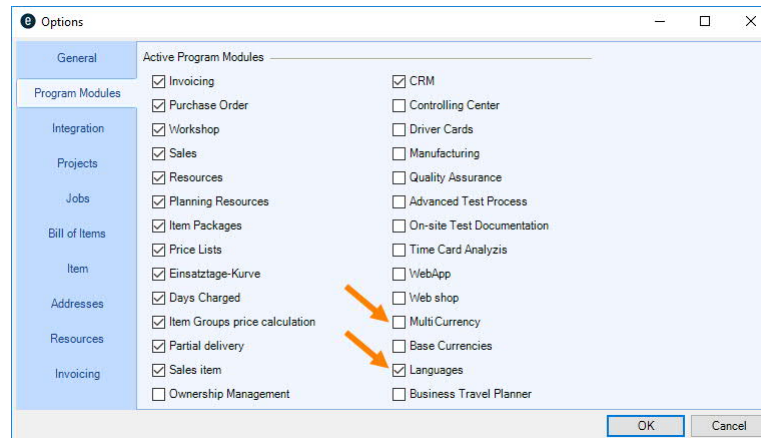 Options
General
Program Modules
Integration
Projects
Jobs
Bill of Items
Item
Addresses
Resources
Invoicing
Active Program Modules
Invoicing
Purchase Order
Workshop
Sales
Resources
Planning Resources
Item Packages
Price Lists
Einsatztage-Kurve
Days Charged
Item Groups price calculation
Partial delivery
Sales item
Ownership Management
CRM
Controlling Center
Driver Cards
Manufacturing
Quality Assurance
Advanced Test Process
On-site Test Documentation
Time Card Analyzis
WebApp
Web shop
MultiCurrency
Base Currencies
Languages
Business Travel Planner
OK
Cancel